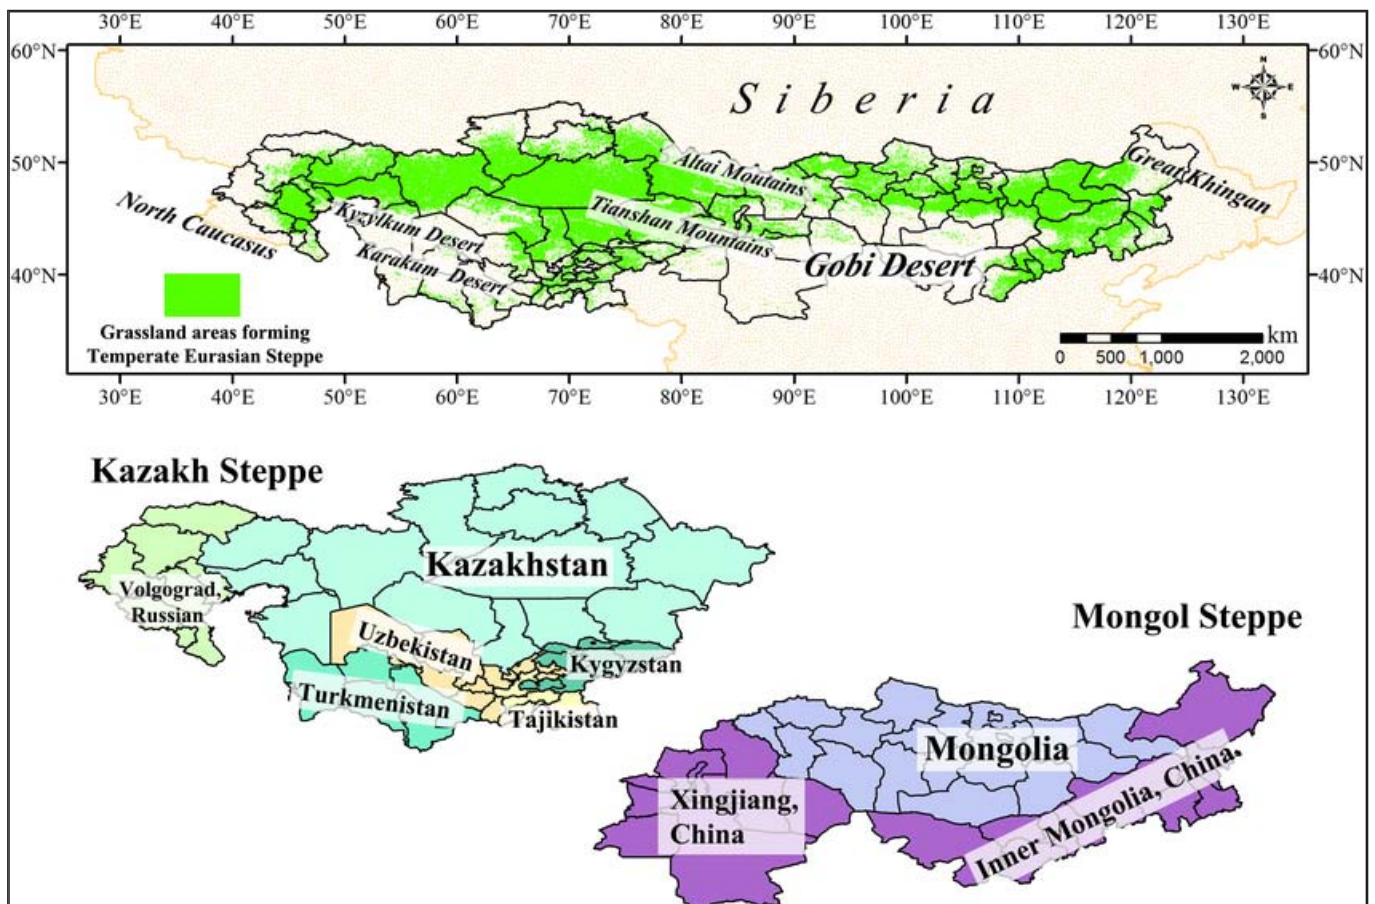 30°E 40°E 50°E 60°E 70°E 80°E 90°E 100°E 110°E 120°E 130°E
60°N 60°N
Siberia
N
W E
S
50°N 50°N
Altai Moutains
Great Khingan
North Caucasus
Kyzylkum Desert
Tianshan Mountains
Karakum Desert
Gobi Desert
40°N 40°N
Grassland areas forming
Temperate Eurasian Steppe
km
0 500 1,000 2,000
30°E 40°E 50°E 60°E 70°E 80°E 90°E 100°E 110°E 120°E 130°E
Kazakh Steppe
Kazakhstan
Volgograd,
Russian
Uzbekistan
Kygyzstan
Turkmenistan
Tajikistan
Mongol Steppe
Mongolia
Xingjiang,
China
Inner Mongolia, China,